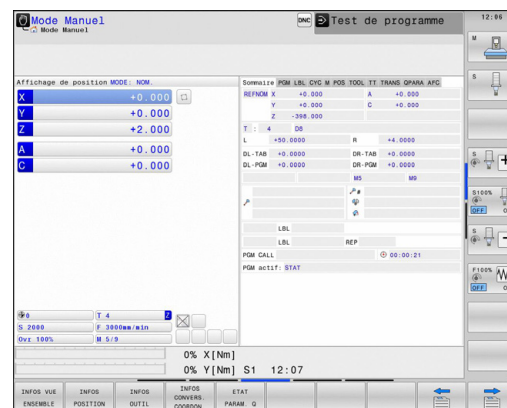 Mode Manuel
Mode Manuel
DNC
Test de programme
12:06
Affichage de position MODE: NOM.
X +0.000
Y +0.000
Z +2.000
A +0.000
C +0.000
0
T 4
Z
S 2000
F 3000mm/min
Ovr 100%
M 5/9
Sommaire PGM LBL CYC M POS TOOL TT TRANS QPARA AFC
REFNOM X +0.000 A +0.000
Y +0.000 C +0.000
Z -398.000
T : 4 D8
L +50.0000 R +4.0000
DL-TAB +0.0000 DR-TAB +0.0000
DL-PGM +0.0000 DR-PGM +0.0000
M5 M9
LBL
LBL REP
PGM CALL 00:00:21
PGM actif: STAT
0% X[Nm]
0% Y[Nm] S1 12:07
M
S
S
S100%
OFF
S
F100%
OFF
INFOS VUE ENSEMBLE
INFOS POSITION
INFOS OUTIL
INFOS CONVERS. COORDON.
ETAT PARAM. Q